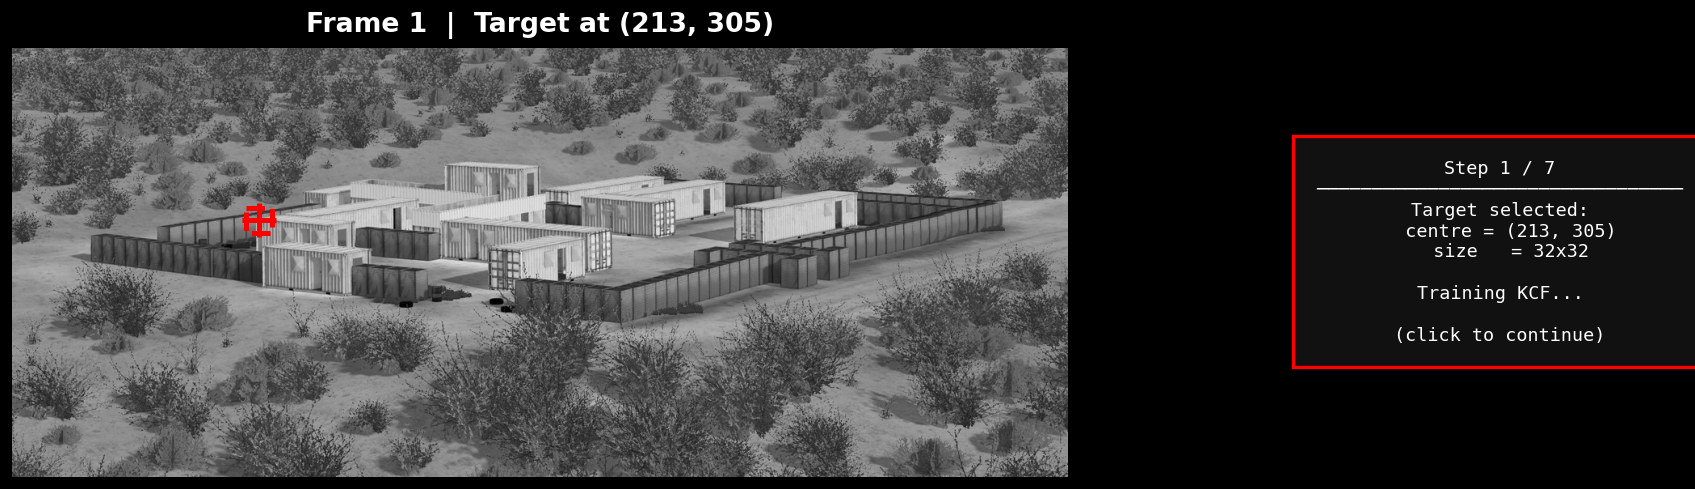 Frame 1 | Target at (213, 305)
Step 1 / 7
Target selected:
centre = (213, 305)
size = 32x32
Training KCF...
(click to continue)